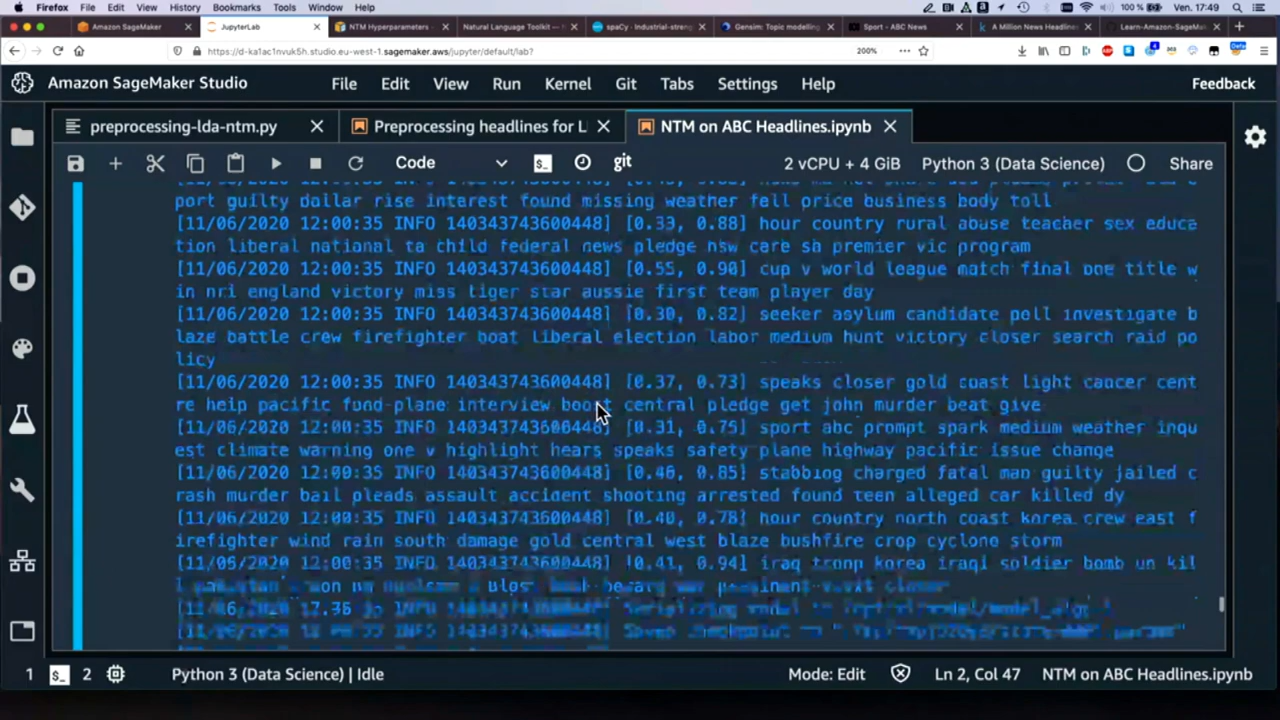 Firefox File Edit View History Bookmarks Tools Window Help 100 % Ven. 17:49
Amazon SageMaker JupyterLab NTM Hyperparameters - Natural Language Toolkit — spaCy · Industrial-streng Gensim: Topic modelling Sport - ABC News A Million News Headlines Learn-Amazon-SageMa
https://d-ka1ac1nvuk5h.studio.eu-west-1.sagemaker.aws/jupyter/default/lab? 200%
Amazon SageMaker Studio File Edit View Run Kernel Git Tabs Settings Help Feedback
preprocessing-lda-ntm.py Preprocessing headlines for L NTM on ABC Headlines.ipynb
Code git 2 vCPU + 4 GiB Python 3 (Data Science) Share
port guilty dollar rise interest found missing weather fell price business body toll
[11/06/2020 12:00:35 INFO 140343743600448] [0.33, 0.88] hour country rural abuse teacher sex educa
tion liberal national ta child federal news pledge nsw care sa premier vic program
[11/06/2020 12:00:35 INFO 140343743600448] [0.55, 0.90] cup v world league match final one title w
in nri england victory miss tiger star aussie first team player day
[11/06/2020 12:00:35 INFO 140343743600448] [0.30, 0.82] seeker asylum candidate poll investigate b
laze battle crew firefighter boat liberal election labor medium hunt victory closer search raid po
licy
[11/06/2020 12:00:35 INFO 140343743600448] [0.37, 0.73] speaks closer gold coast light cancer cent
re help pacific fund-plane interview boost central pledge get john murder beat give
[11/06/2020 12:00:35 INFO 140343743600448] [0.31, 0.75] sport abc prompt spark medium weather inqu
est climate warning one v highlight hears speaks safety plane highway pacific issue change
[11/06/2020 12:00:35 INFO 140343743600448] [0.46, 0.85] stabbing charged fatal man guilty jailed c
rash murder bail pleads assault accident shooting arrested found teen alleged car killed dy
[11/06/2020 12:00:35 INFO 140343743600448] [0.40, 0.78] hour country north coast korea crew east f
irefighter wind rain south damage gold central west blaze bushfire crop cyclone storm
[11/06/2020 12:00:35 INFO 140343743600448] [0.41, 0.94] iraq troop korea iraqi soldier bomb un kil
1 2 Python 3 (Data Science) | Idle Mode: Edit Ln 2, Col 47 NTM on ABC Headlines.ipynb